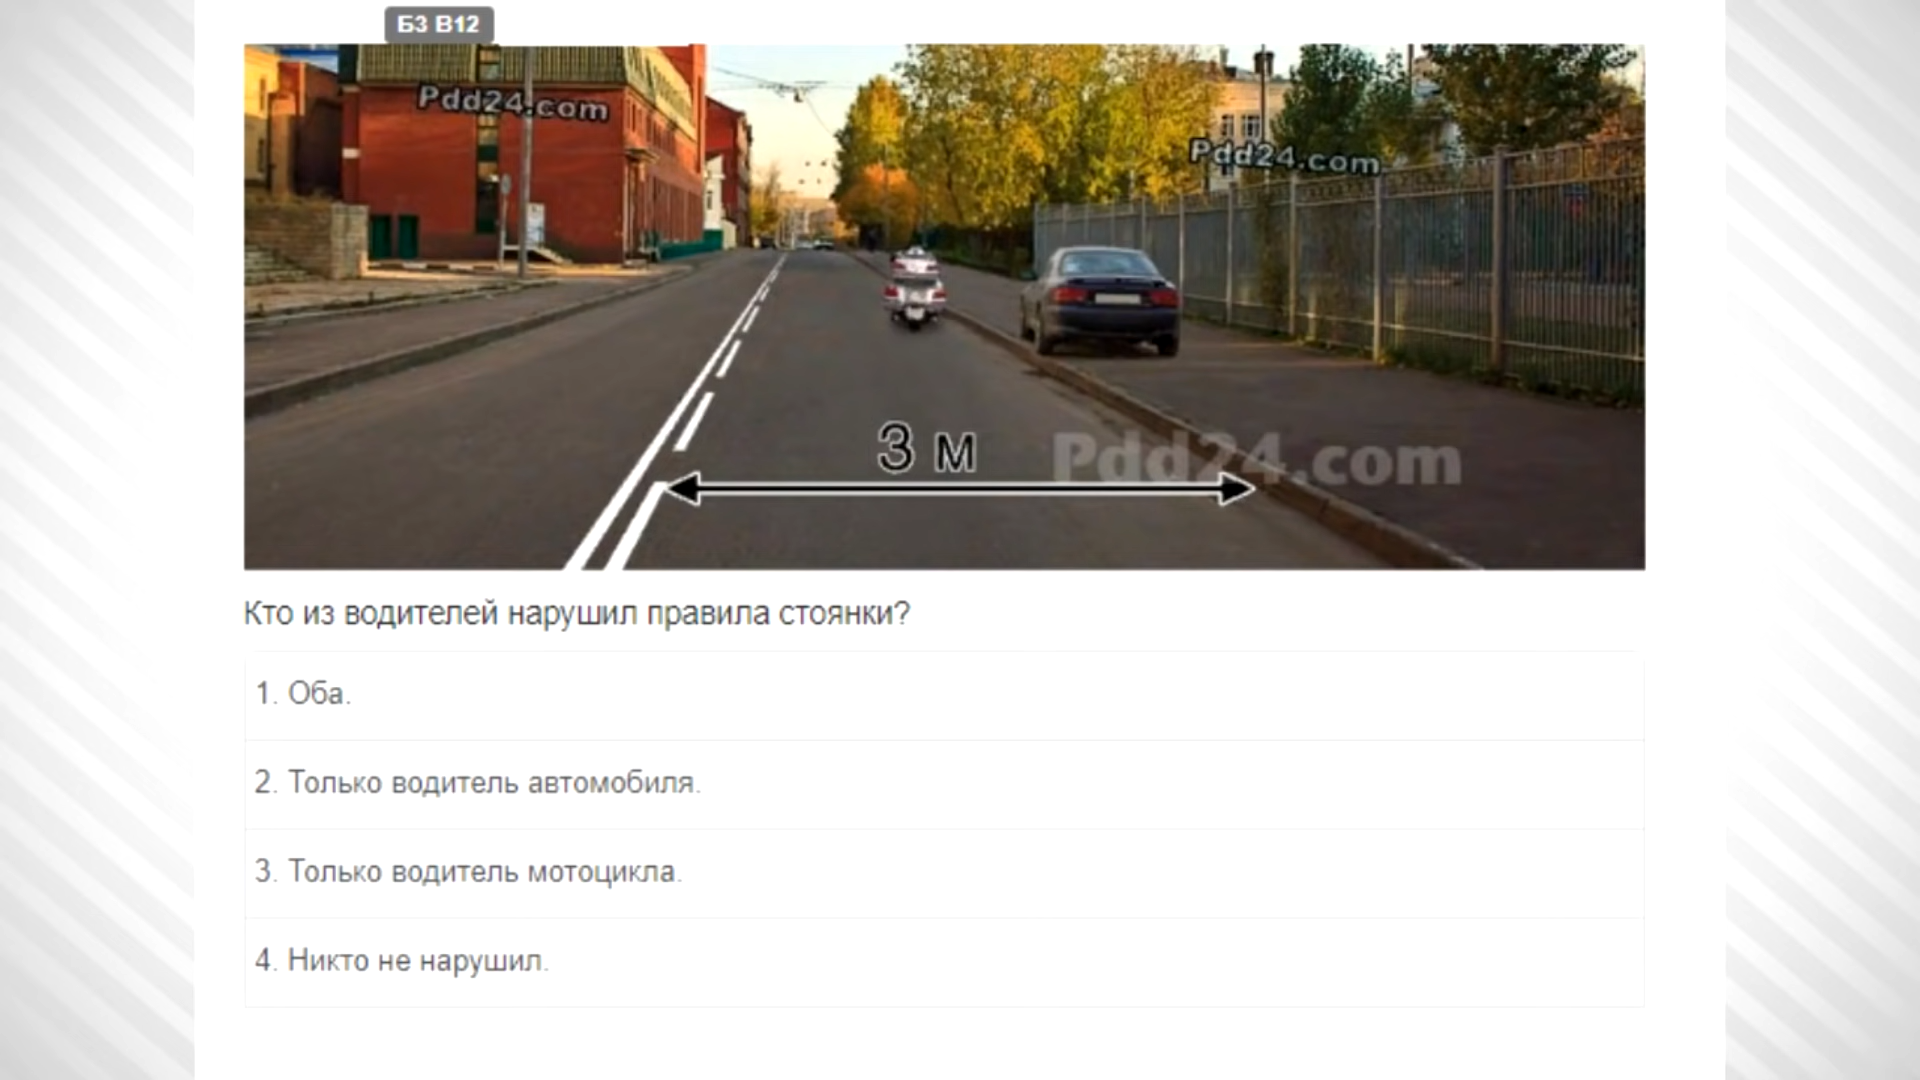 Б3 В12
Pdd24.com
Pdd24.com
3 м
Pdd24.com
Кто из водителей нарушил правила стоянки?
1. Оба.
2. Только водитель автомобиля.
3. Только водитель мотоцикла.
4. Никто не нарушил.